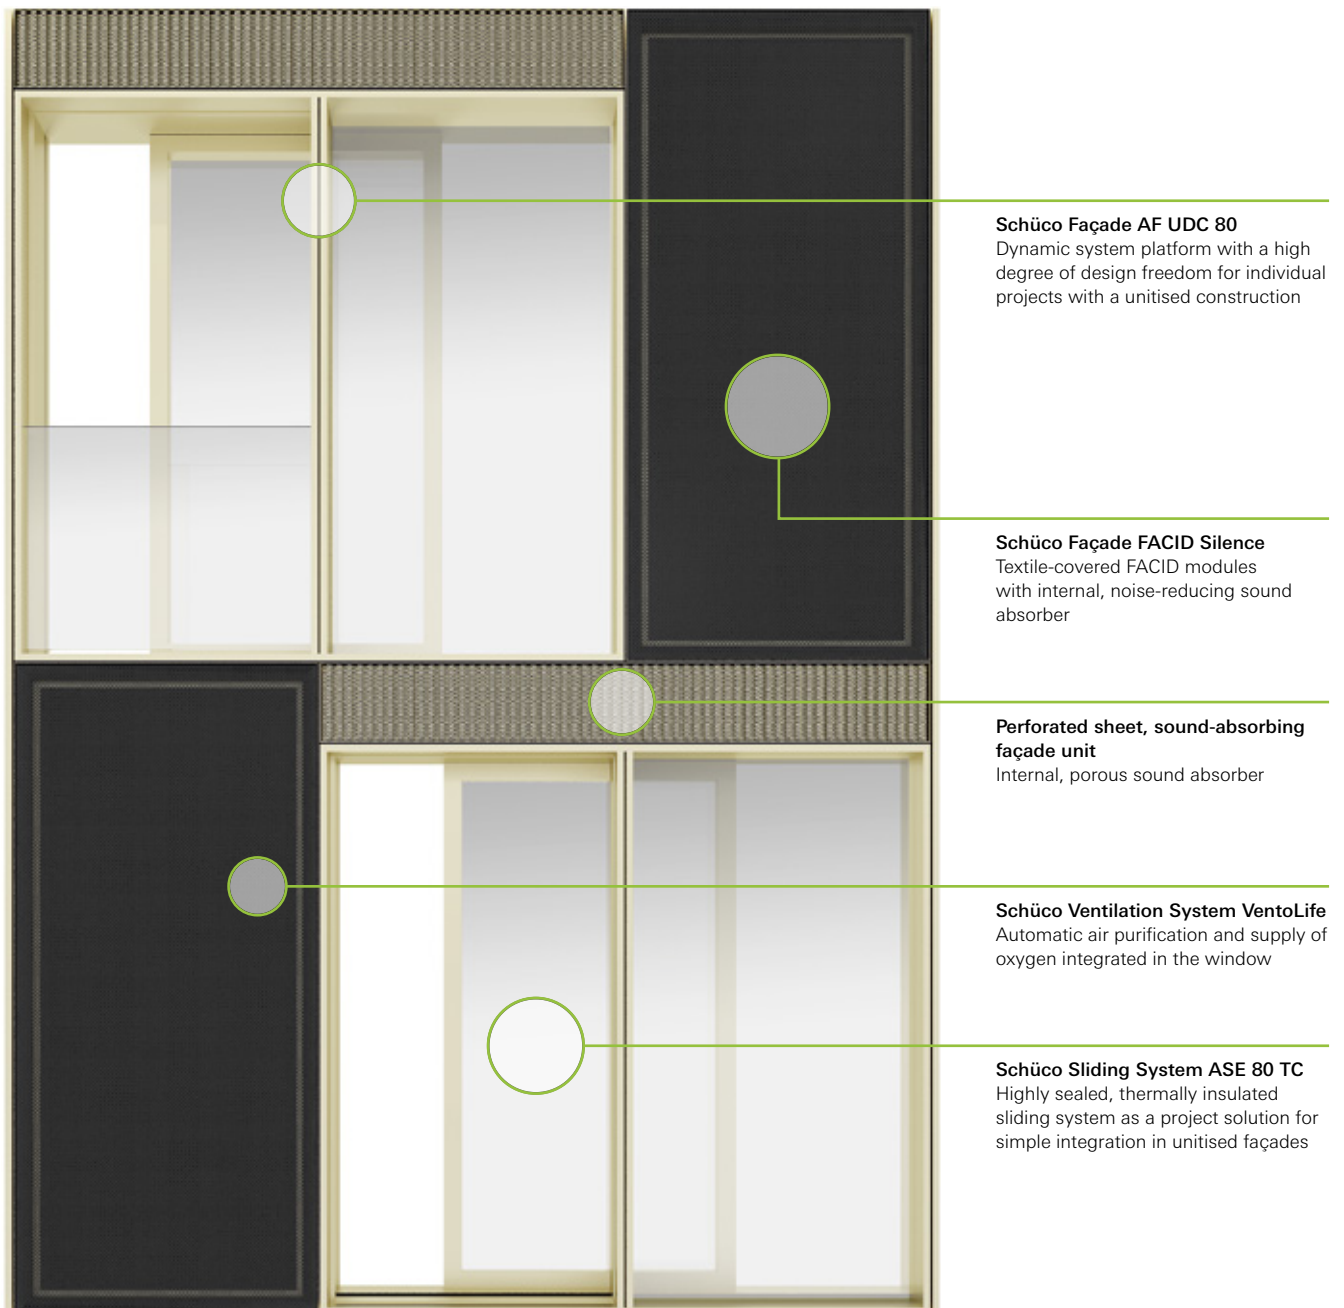 Schüco Façade AF UDC 80
Dynamic system platform with a high
degree of design freedom for individual
projects with a unitised construction
Schüco Façade FACID Silence
Textile-covered FACID modules
with internal, noise-reducing sound
absorber
Perforated sheet, sound-absorbing
façade unit
Internal, porous sound absorber
Schüco Ventilation System VentoLife
Automatic air purification and supply of
oxygen integrated in the window
Schüco Sliding System ASE 80 TC
Highly sealed, thermally insulated
sliding system as a project solution for
simple integration in unitised façades